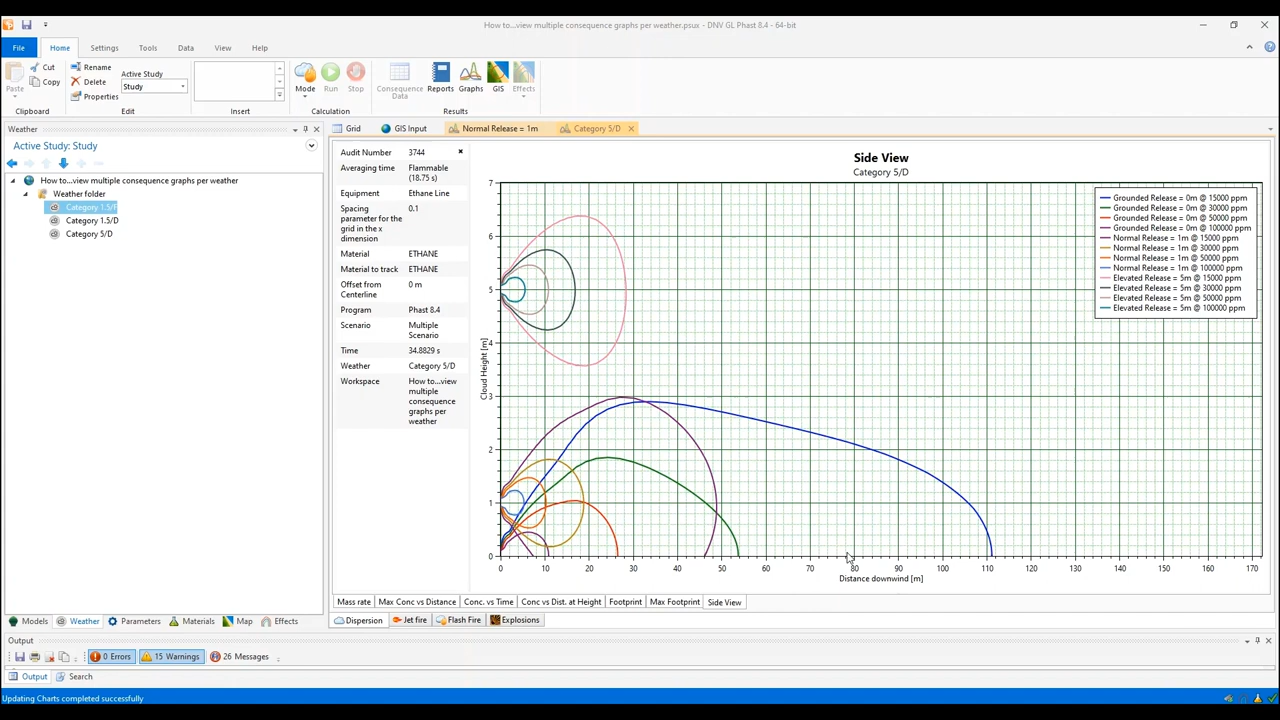 How to...view multiple consequence graphs per weather.psux - DNV GL Phast 8.4 - 64-bit
File
Home
Settings
Tools
Data
View
Help
Paste
Cut
Copy
Clipboard
Rename
Delete
Properties
Edit
Active Study
Study
Insert
Mode
Run
Stop
Calculation
Consequence
Data
Reports
Graphs
GIS
Effects
Results
Weather
Active Study: Study
How to...view multiple consequence graphs per weather
Weather folder
Category 1.5/F
Category 1.5/D
Category 5/D
Models
Weather
Parameters
Materials
Map
Effects
Grid
GIS Input
Normal Release = 1m
Category 5/D
Audit Number 3744
Averaging time Flammable
(18.75 s)
Equipment Ethane Line
Spacing 0.1
parameter for the
grid in the x
dimension
Material ETHANE
Material to track ETHANE
Offset from 0 m
Centerline
Program Phast 8.4
Scenario Multiple
Scenario
Time 34.8829 s
Weather Category 5/D
Workspace How to...view
multiple
consequence
graphs per
weather
Side View
Category 5/D
Cloud Height [m]
7
6
5
4
3
2
1
0
0 10 20 30 40 50 60 70 80 90 100 110 120 130 140 150 160 170
Distance downwind [m]
Grounded Release = 0m @ 15000 ppm
Grounded Release = 0m @ 30000 ppm
Grounded Release = 0m @ 50000 ppm
Grounded Release = 0m @ 100000 ppm
Normal Release = 1m @ 15000 ppm
Normal Release = 1m @ 30000 ppm
Normal Release = 1m @ 50000 ppm
Normal Release = 1m @ 100000 ppm
Elevated Release = 5m @ 15000 ppm
Elevated Release = 5m @ 30000 ppm
Elevated Release = 5m @ 50000 ppm
Elevated Release = 5m @ 100000 ppm
Mass rate
Max Conc vs Distance
Conc. vs Time
Conc vs Dist. at Height
Footprint
Max Footprint
Side View
Dispersion
Jet fire
Flash Fire
Explosions
Output
0 Errors
15 Warnings
26 Messages
Output
Search
Updating Charts completed successfully